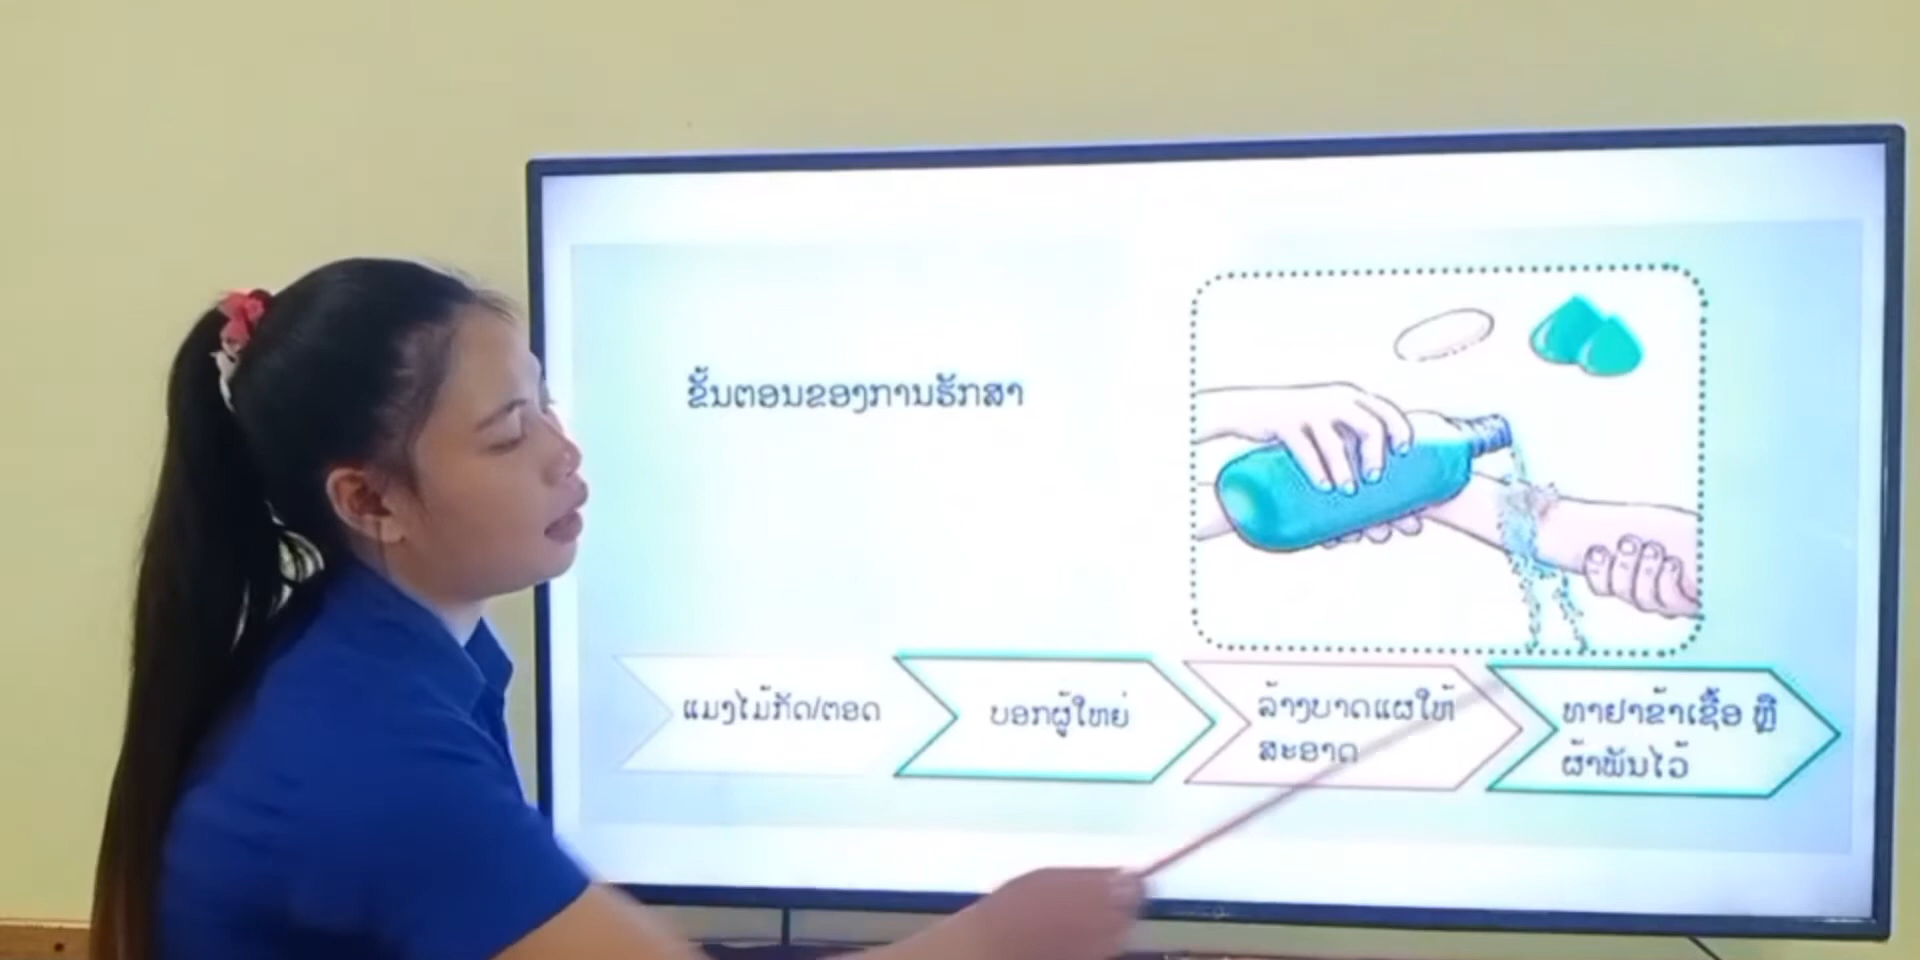 ຂັ້ນຕອນຂອງການຮັກສາ
ແມງໄມ້ກັດ/ຕອດ
ບອກຜູ້ໃຫຍ່
ລ້າງບາດແຜໃຫ້
ສະອາດ
ທາຢາຂ້າເຊື້ອ ຫຼື
ຜ້າພັນໄວ້